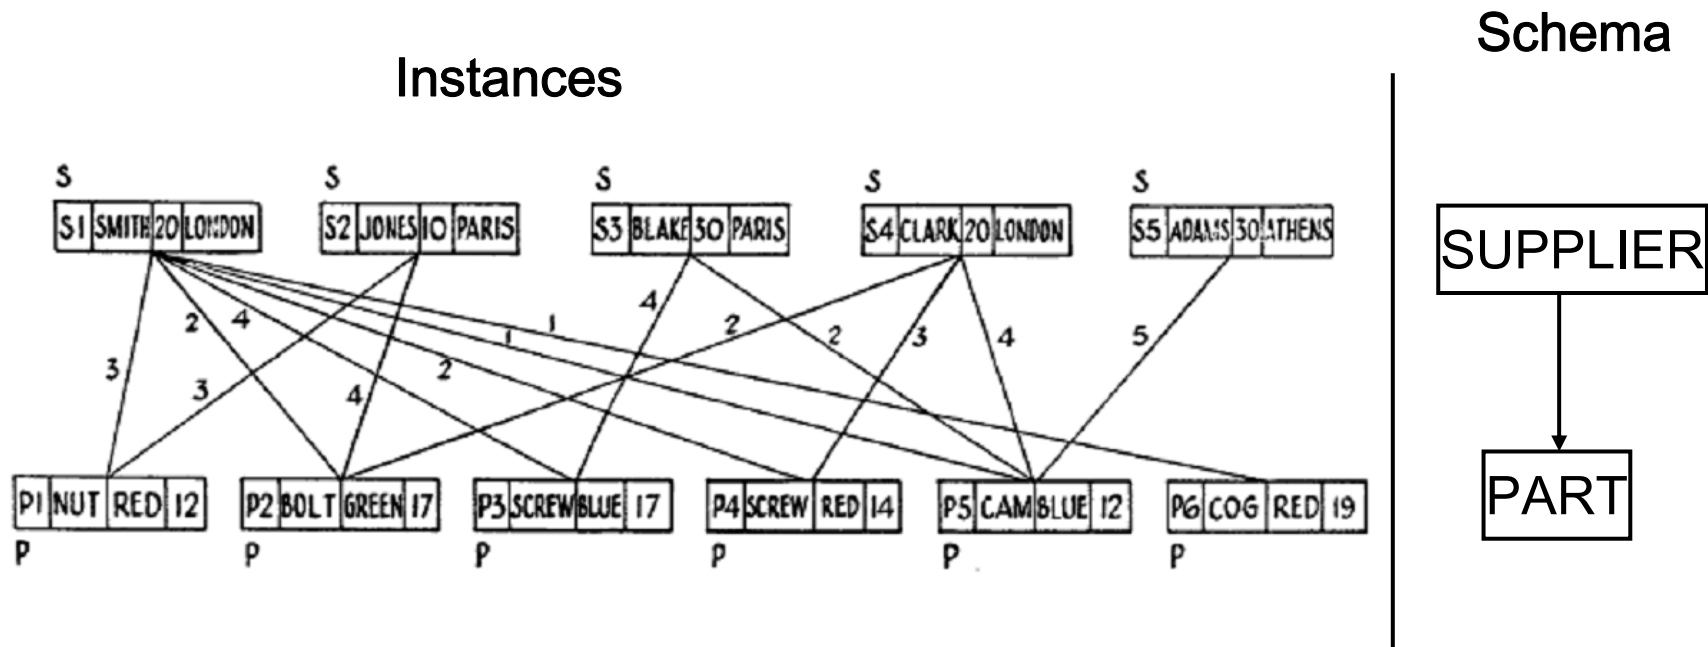 Schema
Instances
S S S S S
S1 SMITH 20 LONDON S2 JONES 10 PARIS S3 BLAKE 30 PARIS S4 CLARK 20 LONDON S5 ADAMS 30 ATHENS
SUPPLIER
4
2 4 1 1 2 2 3 4 5
3 3 4 2
P1 NUT RED 12 P2 BOLT GREEN 17 P3 SCREW BLUE 17 P4 SCREW RED 14 P5 CAM BLUE 12 P6 COG RED 19
PART
P P P P P P